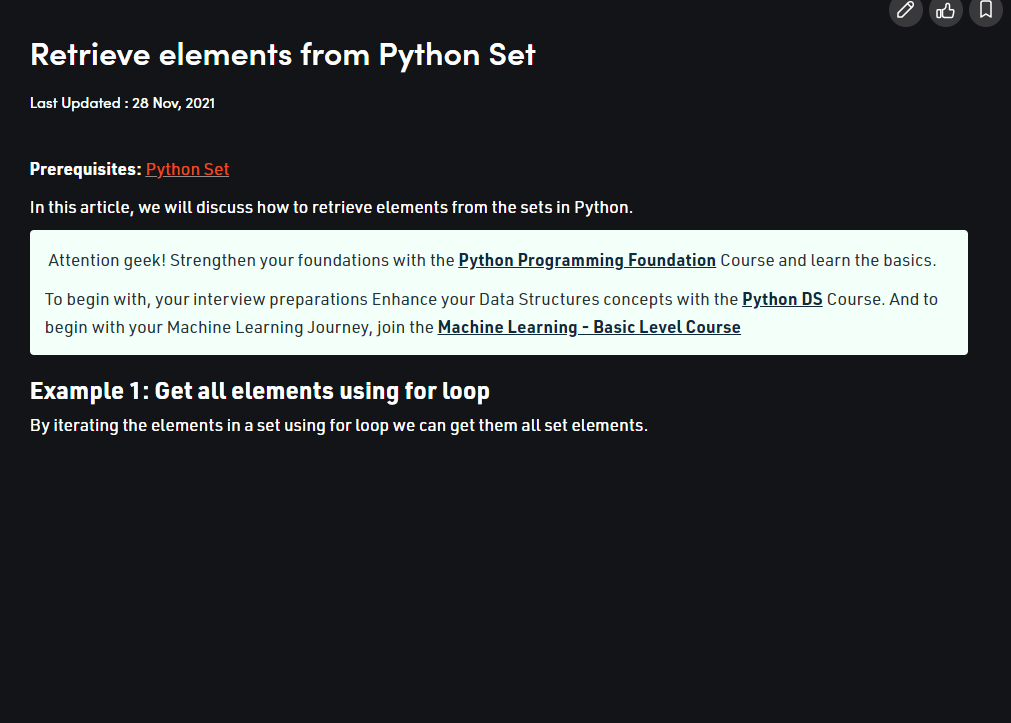 Retrieve elements from Python Set
Last Updated : 28 Nov, 2021
Prerequisites: Python Set
In this article, we will discuss how to retrieve elements from the sets in Python.
Attention geek! Strengthen your foundations with the Python Programming Foundation Course and learn the basics.
To begin with, your interview preparations Enhance your Data Structures concepts with the Python DS Course. And to
begin with your Machine Learning Journey, join the Machine Learning - Basic Level Course
Example 1: Get all elements using for loop
By iterating the elements in a set using for loop we can get them all set elements.